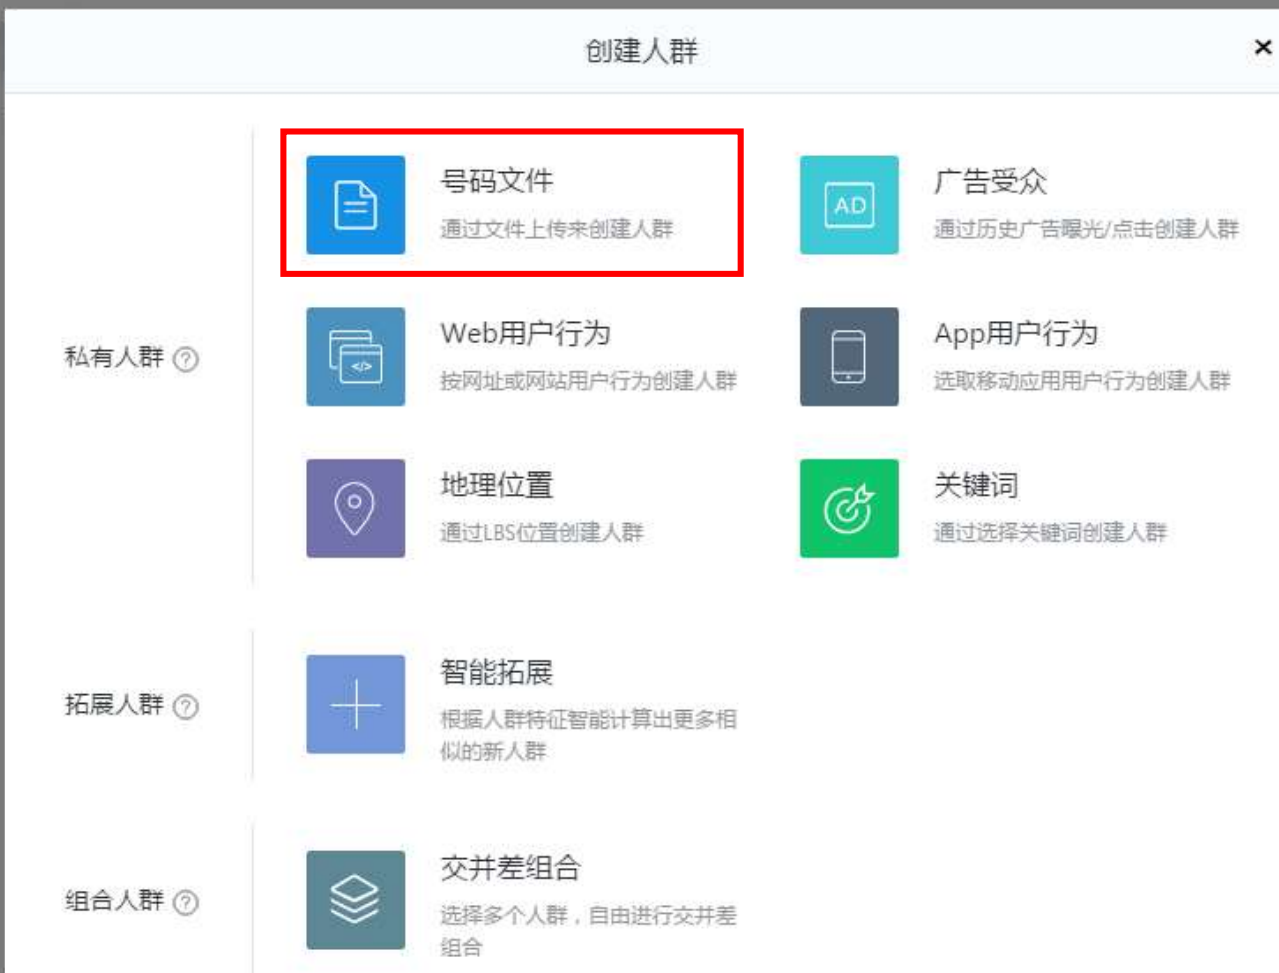 创建人群
号码文件
通过文件上传来创建人群
广告受众
AD
通过历史广告曝光/点击创建人群
私有人群 ?
Web用户行为
</>
按网址或网站用户行为创建人群
App用户行为
选取移动应用用户行为创建人群
地理位置
通过LBS位置创建人群
关键词
通过选择关键词创建人群
拓展人群 ?
智能拓展
根据人群特征智能计算出更多相
似的新人群
组合人群 ?
交并差组合
选择多个人群，自由进行交并差
组合